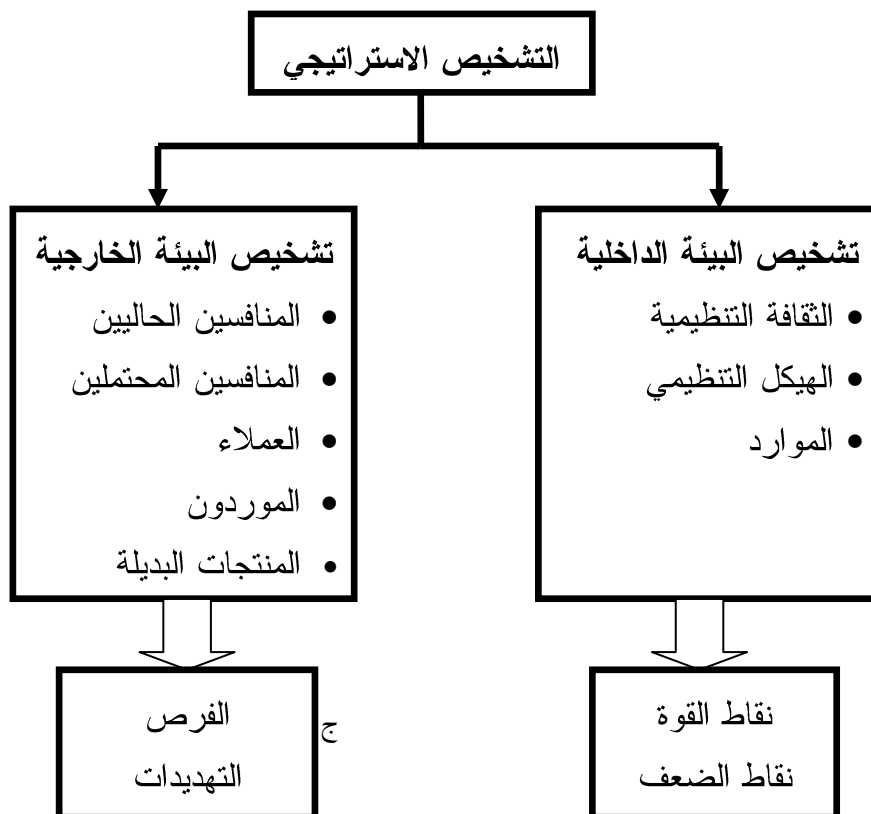 التشخيص الاستراتيجي
تشخيص البيئة الداخلية
• الثقافة التنظيمية
• الهيكل التنظيمي
• الموارد
نقاط القوة
نقاط الضعف
تشخيص البيئة الخارجية
• المنافسين الحاليين
• المنافسين المحتملين
• العملاء
• الموردون
• المنتجات البديلة
الفرص
التهديدات
ج